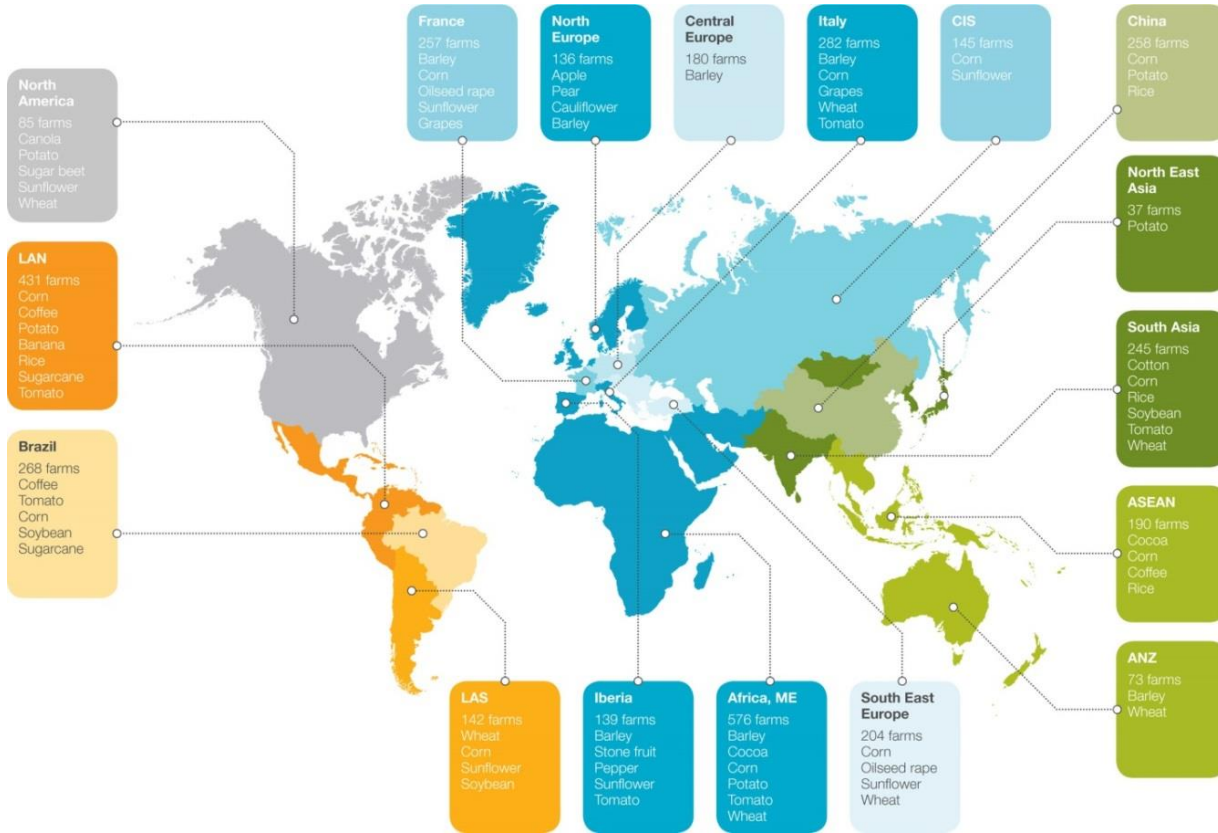 France
257 farms
Barley
Corn
Oilseed rape
Sunflower
Grapes
North
Europe
136 farms
Apple
Pear
Cauliflower
Barley
Central
Europe
180 farms
Barley
Italy
282 farms
Barley
Corn
Grapes
Wheat
Tomato
CIS
145 farms
Corn
Sunflower
China
258 farms
Corn
Potato
Rice
North
America
85 farms
Canola
Potato
Sugar beet
Sunflower
Wheat
North East
Asia
37 farms
Potato
LAN
431 farms
Corn
Coffee
Potato
Banana
Rice
Sugarcane
Tomato
South Asia
245 farms
Cotton
Corn
Rice
Soybean
Tomato
Wheat
Brazil
268 farms
Coffee
Tomato
Corn
Soybean
Sugarcane
ASEAN
190 farms
Cocoa
Corn
Coffee
Rice
ANZ
73 farms
Barley
Wheat
LAS
142 farms
Wheat
Corn
Sunflower
Soybean
Iberia
139 farms
Barley
Stone fruit
Pepper
Sunflower
Tomato
Africa, ME
576 farms
Barley
Cocoa
Corn
Potato
Tomato
Wheat
South East
Europe
204 farms
Corn
Oilseed rape
Sunflower
Wheat